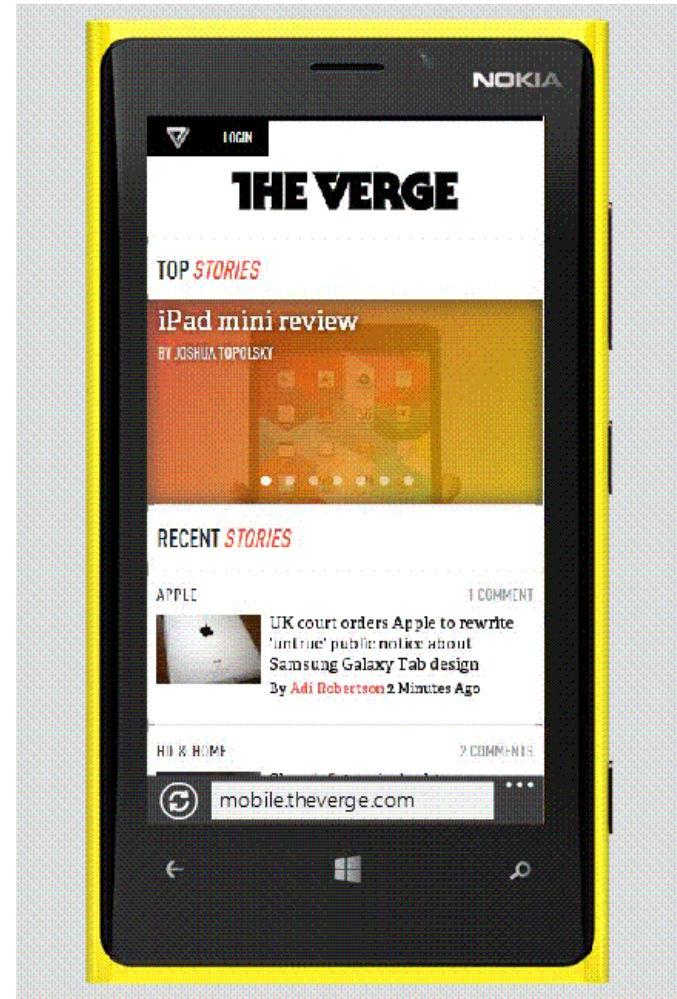 NOKIA
LOGIN
THE VERGE
TOP STORIES
iPad mini review
BY JOSHUA TOPOLSKY
RECENT STORIES
APPLE
1 COMMENT
UK court orders Apple to rewrite
'untrue' public notice about
Samsung Galaxy Tab design
By Adi Robertson 2 Minutes Ago
HD & HOME
2 COMMENTS
mobile.theverge.com